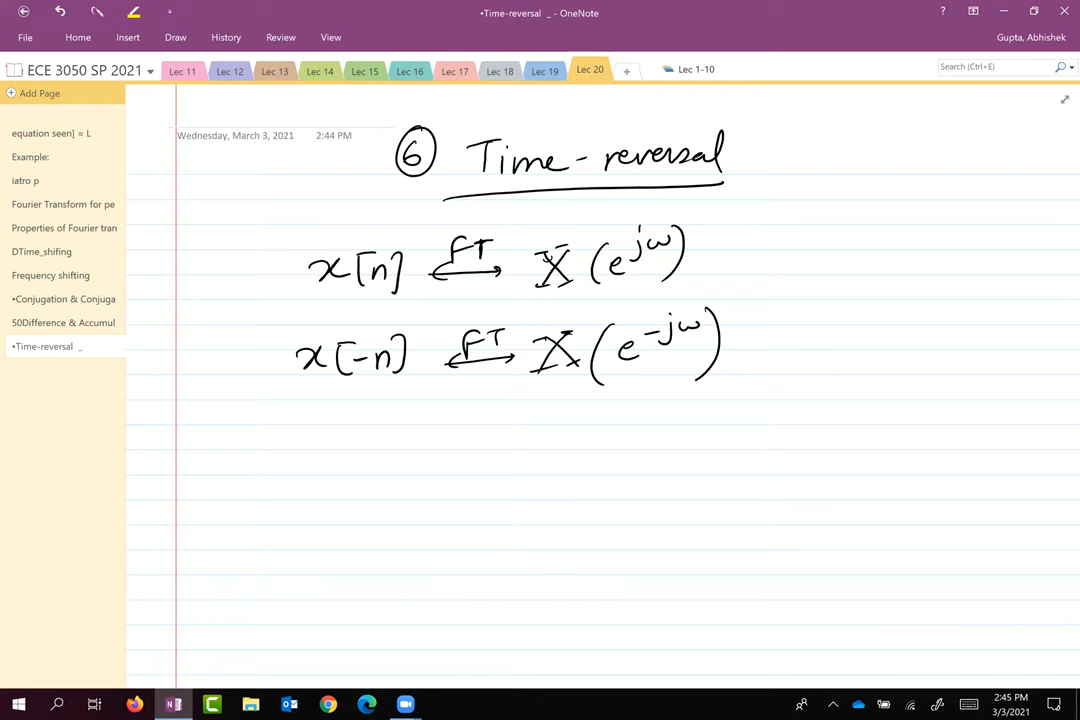 •Time-reversal _ - OneNote
File Home Insert Draw History Review View
Gupta, Abhishek
ECE 3050 SP 2021
Lec 11 Lec 12 Lec 13 Lec 14 Lec 15 Lec 16 Lec 17 Lec 18 Lec 19 Lec 20 + Lec 1-10
Search (Ctrl+E)
Add Page
equation seen] = L
Example:
iatro p
Fourier Transform for pe
Properties of Fourier tran
DTime_shifing
Frequency shifting
•Conjugation & Conjuga
50Difference & Accumul
•Time-reversal _
Wednesday, March 3, 2021 2:44 PM
⑥ Time-reversal
x[n] <—FT—> X(e^{jω})
x[-n] <—FT—> X(e^{-jω})
2:45 PM
3/3/2021